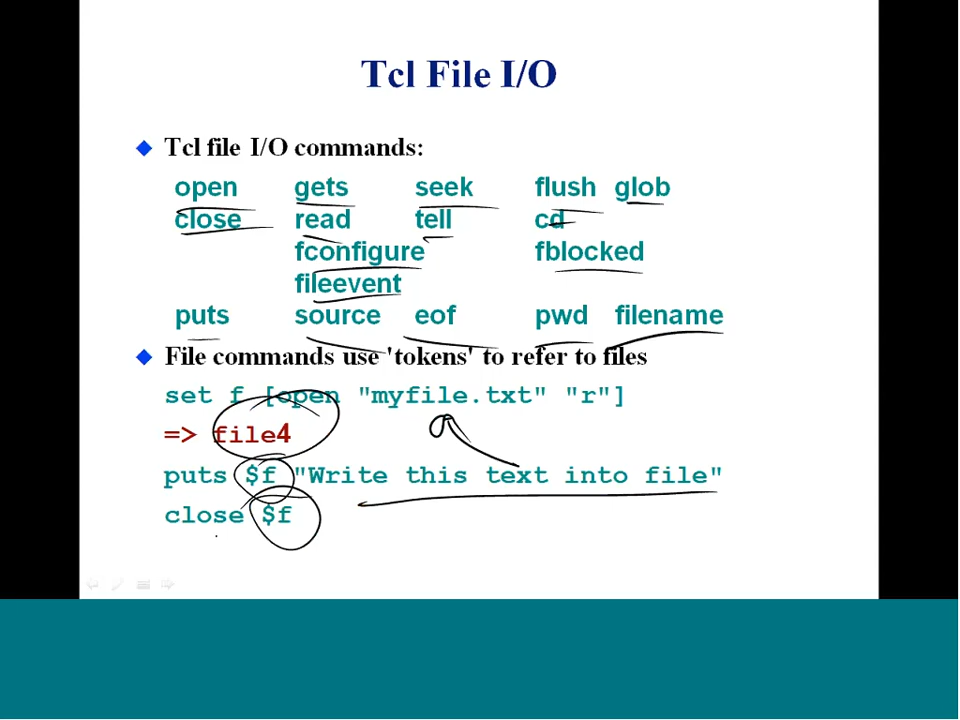 Tcl File I/O
Tcl file I/O commands:
open gets seek flush glob
close read tell cd
fconfigure fblocked
fileevent
puts source eof pwd filename
File commands use 'tokens' to refer to files
set f [open "myfile.txt" "r"]
=> file4
puts $f "Write this text into file"
close $f